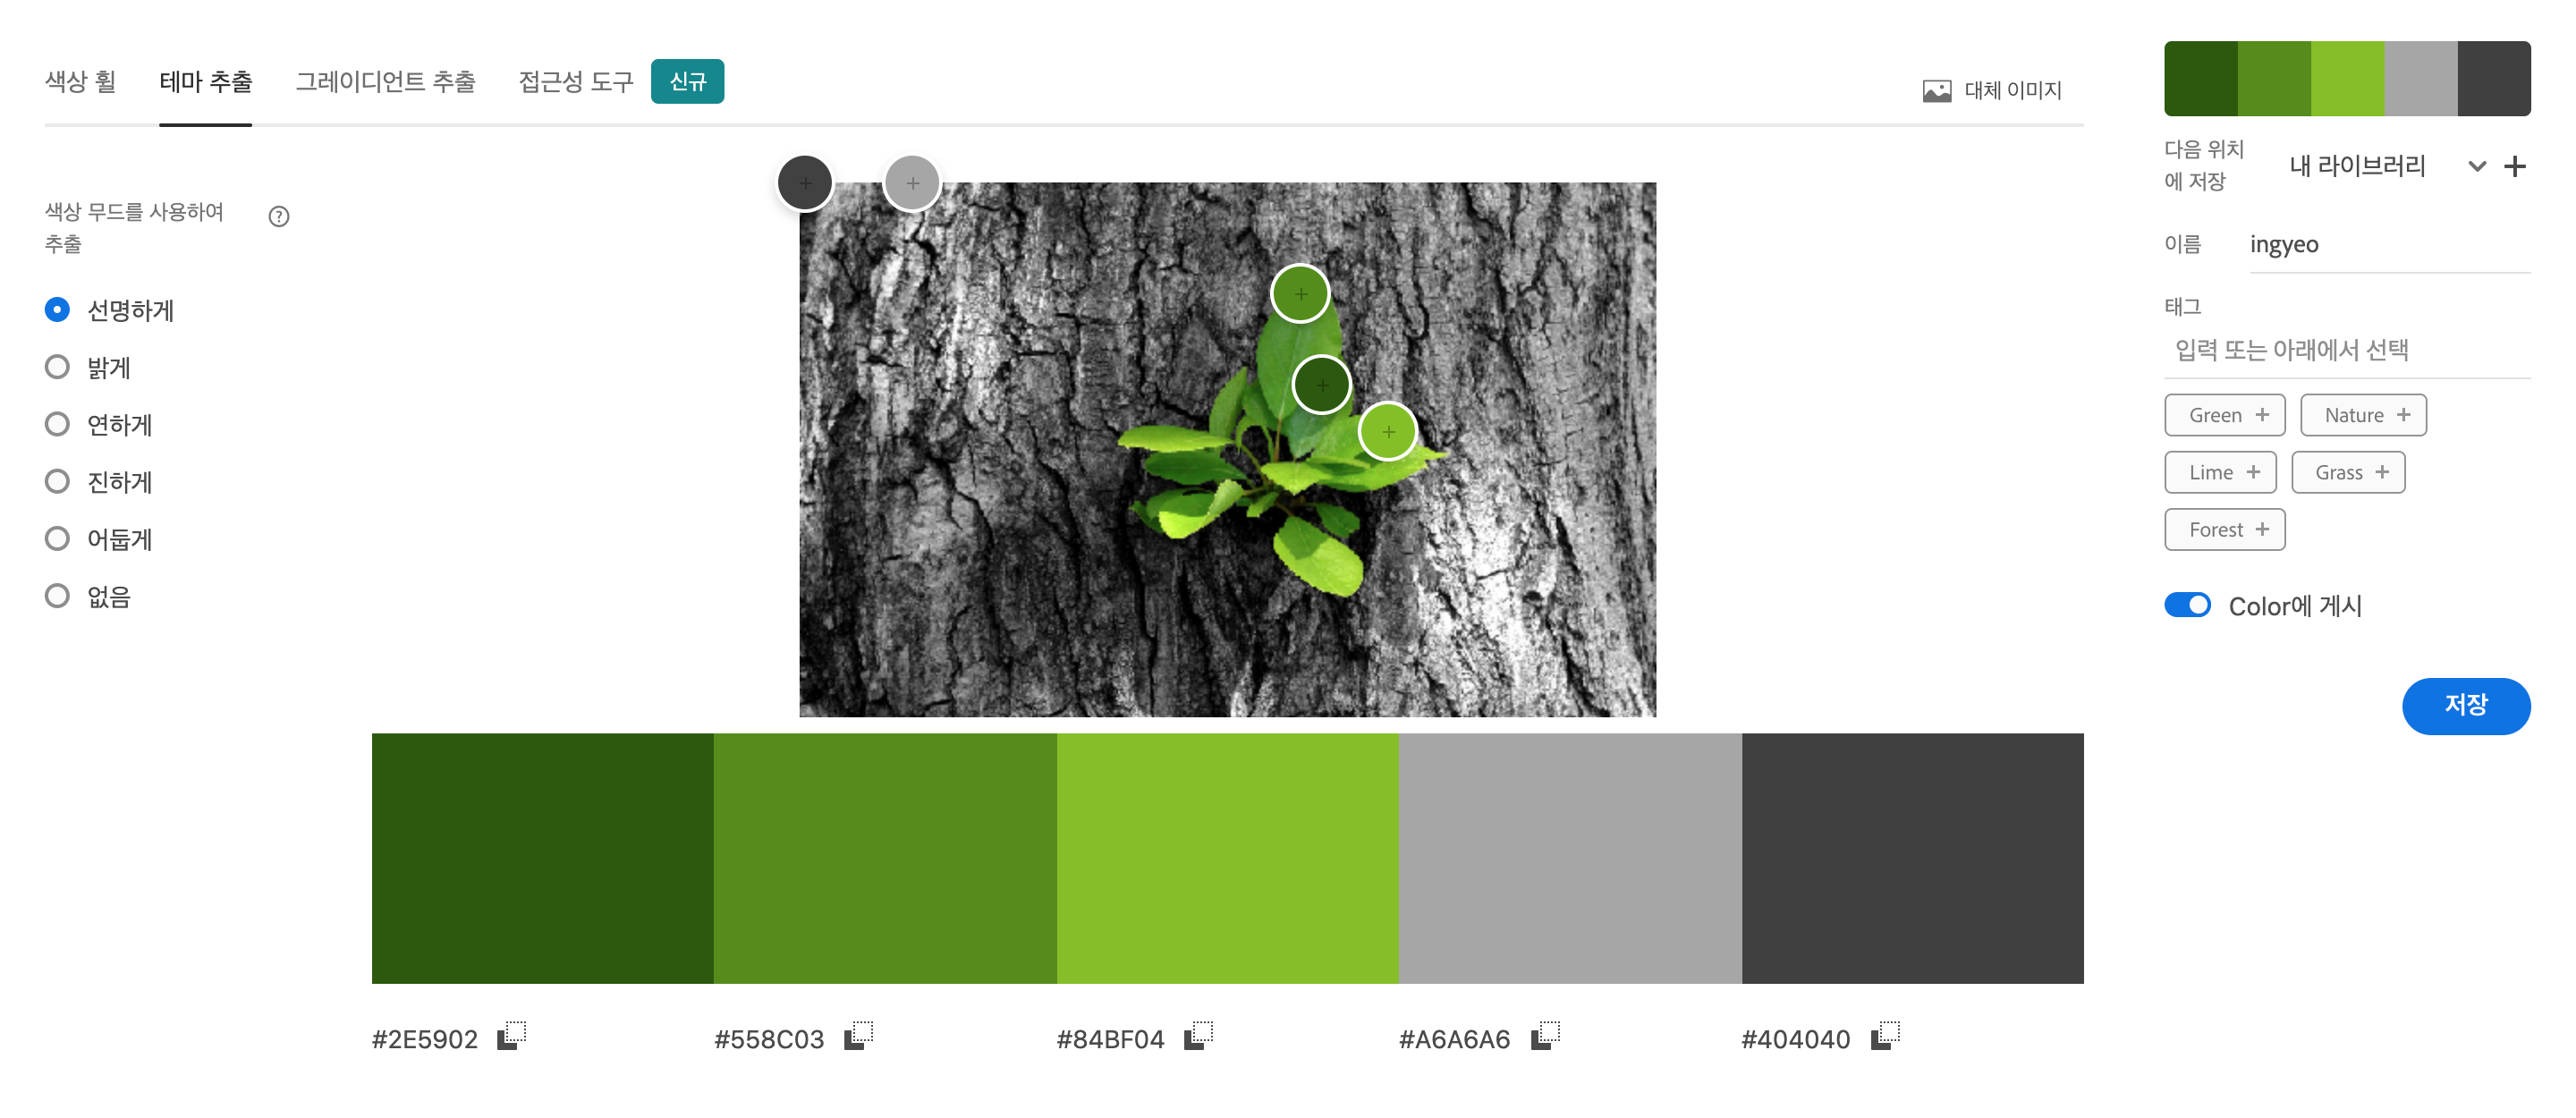 색상 휠
테마 추출
그레이디언트 추출
접근성 도구
신규
대체 이미지
색상 무드를 사용하여
추출
선명하게
밝게
연하게
진하게
어둡게
없음
#2E5902
#558C03
#84BF04
#A6A6A6
#404040
다음 위치
에 저장
내 라이브러리
이름
ingyeo
태그
입력 또는 아래에서 선택
Green +
Nature +
Lime +
Grass +
Forest +
Color에 게시
저장